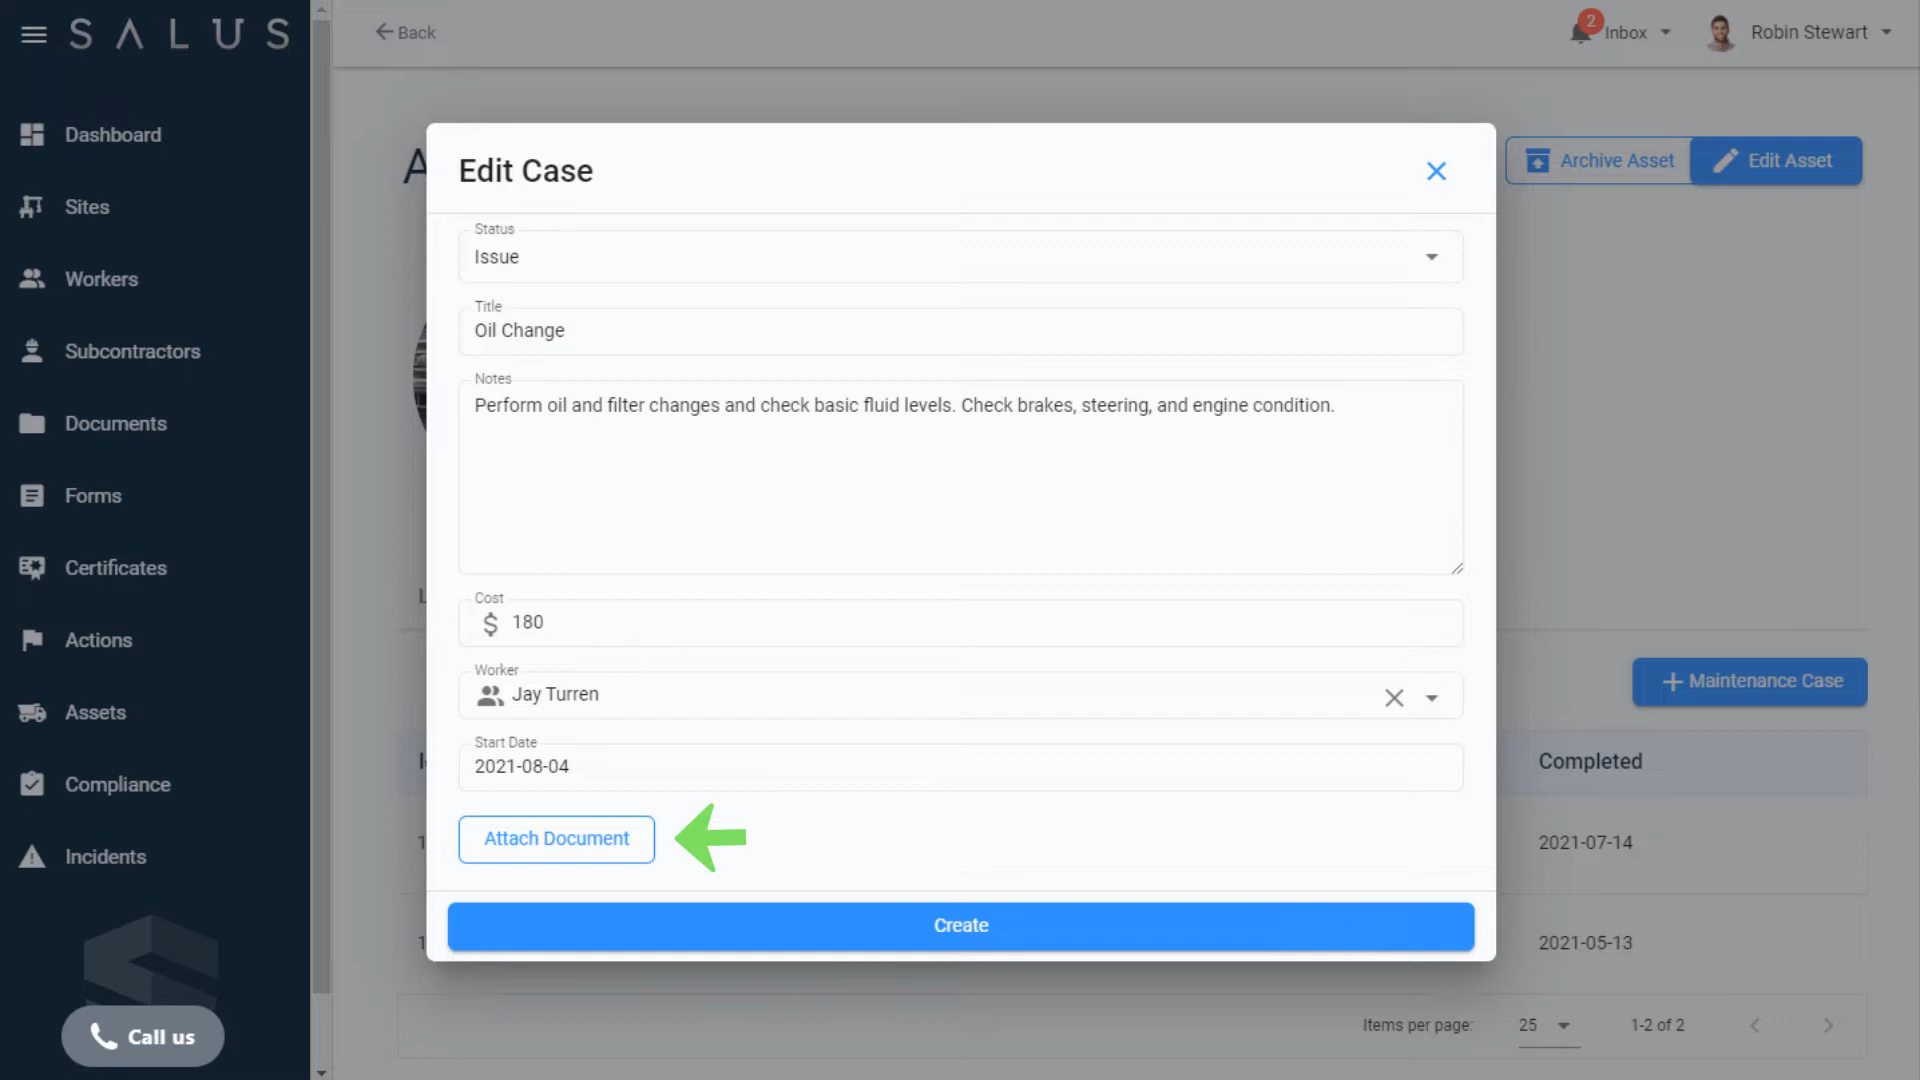 SALUS
Back
2
Inbox
Robin Stewart
Dashboard
Sites
Workers
Subcontractors
Documents
Forms
Certificates
Actions
Assets
Compliance
Incidents
Call us
Archive Asset
Edit Asset
Edit Case
Status
Issue
Title
Oil Change
Notes
Perform oil and filter changes and check basic fluid levels. Check brakes, steering, and engine condition.
Cost
$ 180
Worker
Jay Turren
Start Date
2021-08-04
Attach Document
Create
+ Maintenance Case
Completed
2021-07-14
2021-05-13
Items per page: 25 1-2 of 2